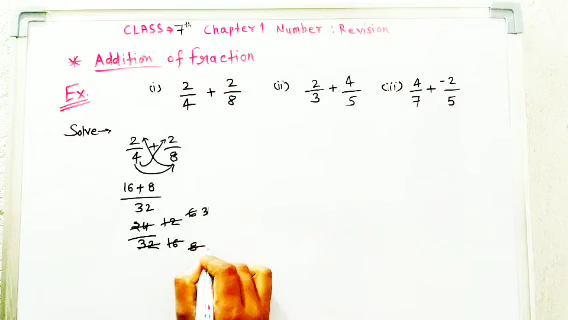 CLASS → 7th Chapter 1 Number : Revision
* Addition of fraction
Ex. (i) 2/4 + 2/8 (ii) 2/3 + 4/5 (iii) 4/7 + -2/5
Solve →
2/4 + 2/8
16+8/32
24/32 12/16 6/8 3